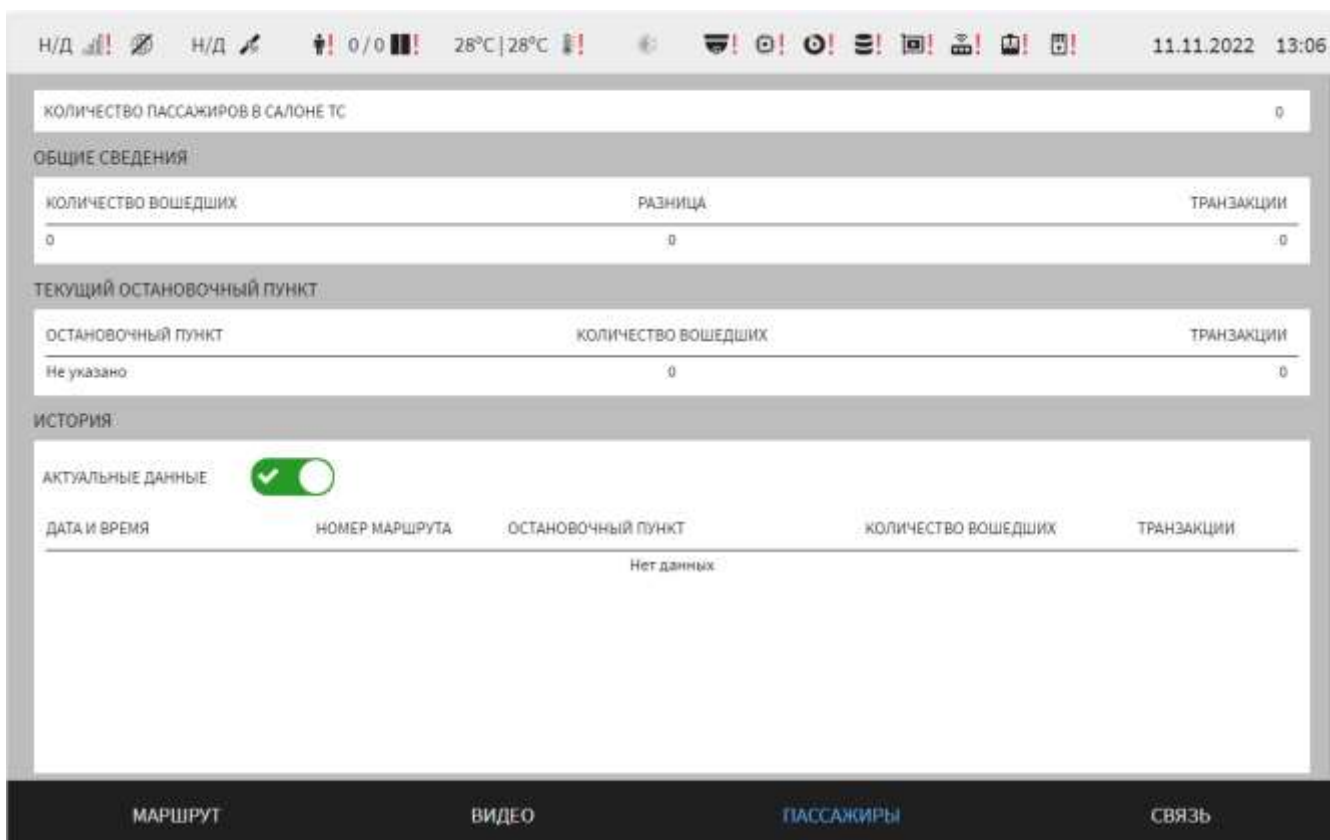 Н/Д ! Н/Д ! 0/0 ! 28°C|28°C ! ! ! ! ! ! ! ! ! 11.11.2022 13:06
КОЛИЧЕСТВО ПАССАЖИРОВ В САЛОНЕ ТС 0
ОБЩИЕ СВЕДЕНИЯ
КОЛИЧЕСТВО ВОШЕДШИХ РАЗНИЦА ТРАНЗАКЦИИ
0 0 0
ТЕКУЩИЙ ОСТАНОВОЧНЫЙ ПУНКТ
ОСТАНОВОЧНЫЙ ПУНКТ КОЛИЧЕСТВО ВОШЕДШИХ ТРАНЗАКЦИИ
Не указано 0 0
ИСТОРИЯ
АКТУАЛЬНЫЕ ДАННЫЕ
ДАТА И ВРЕМЯ НОМЕР МАРШРУТА ОСТАНОВОЧНЫЙ ПУНКТ КОЛИЧЕСТВО ВОШЕДШИХ ТРАНЗАКЦИИ
Нет данных
МАРШРУТ ВИДЕО ПАССАЖИРЫ СВЯЗЬ